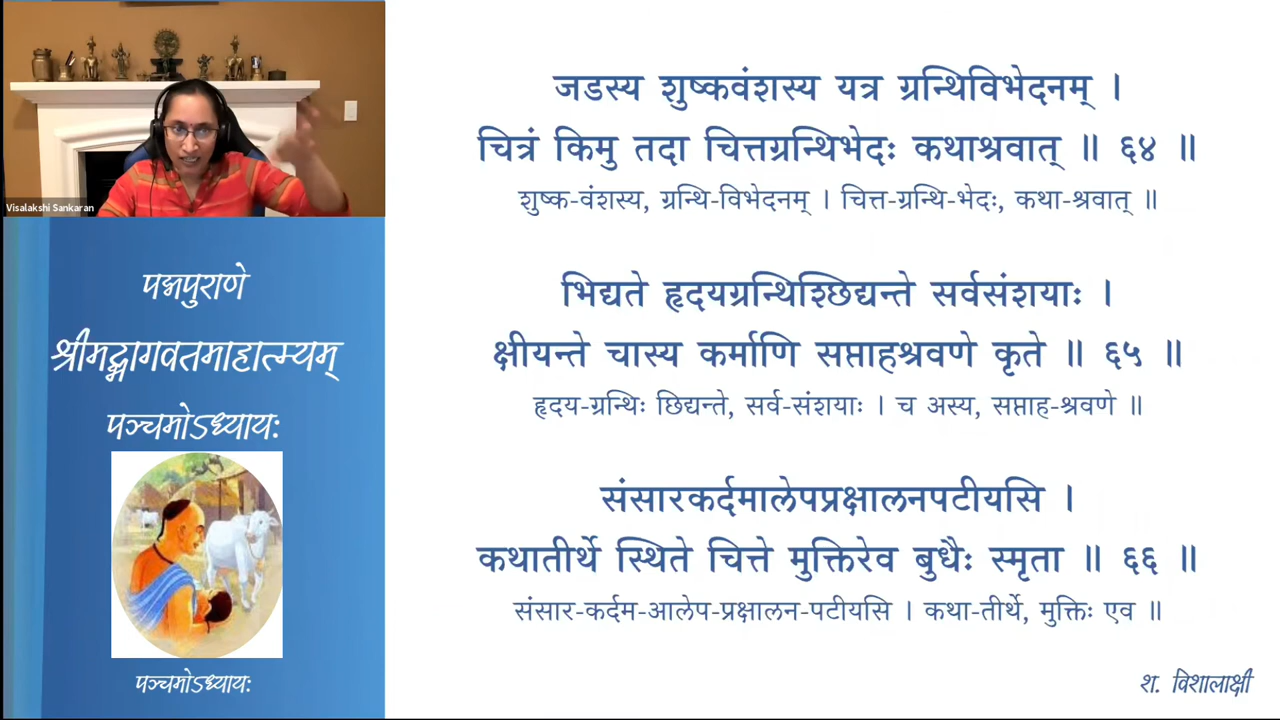 Visalakshi Sankaran
पद्मपुराणे
श्रीमद्भागवतमाहात्म्यम्
पञ्चमोऽध्यायः
पञ्चमोऽध्यायः
जडस्य शुष्कवंशस्य यत्र ग्रन्थिविभेदनम् ।
चित्रं किमु तदा चित्तग्रन्थिभेदः कथाश्रवात् ॥ ६४ ॥
शुष्क-वंशस्य, ग्रन्थि-विभेदनम् । चित्त-ग्रन्थि-भेदः, कथा-श्रवात् ॥
भिद्यते हृदयग्रन्थिश्छिद्यन्ते सर्वसंशयाः ।
क्षीयन्ते चास्य कर्माणि सप्ताहश्रवणे कृते ॥ ६५ ॥
हृदय-ग्रन्थिः छिद्यन्ते, सर्व-संशयाः । च अस्य, सप्ताह-श्रवणे ॥
संसारकर्दमालेपप्रक्षालनपटीयसि ।
कथातीर्थे स्थिते चित्ते मुक्तिरेव बुधैः स्मृता ॥ ६६ ॥
संसार-कर्दम-आलेप-प्रक्षालन-पटीयसि । कथा-तीर्थे, मुक्तिः एव ॥
श. विशालाक्षी